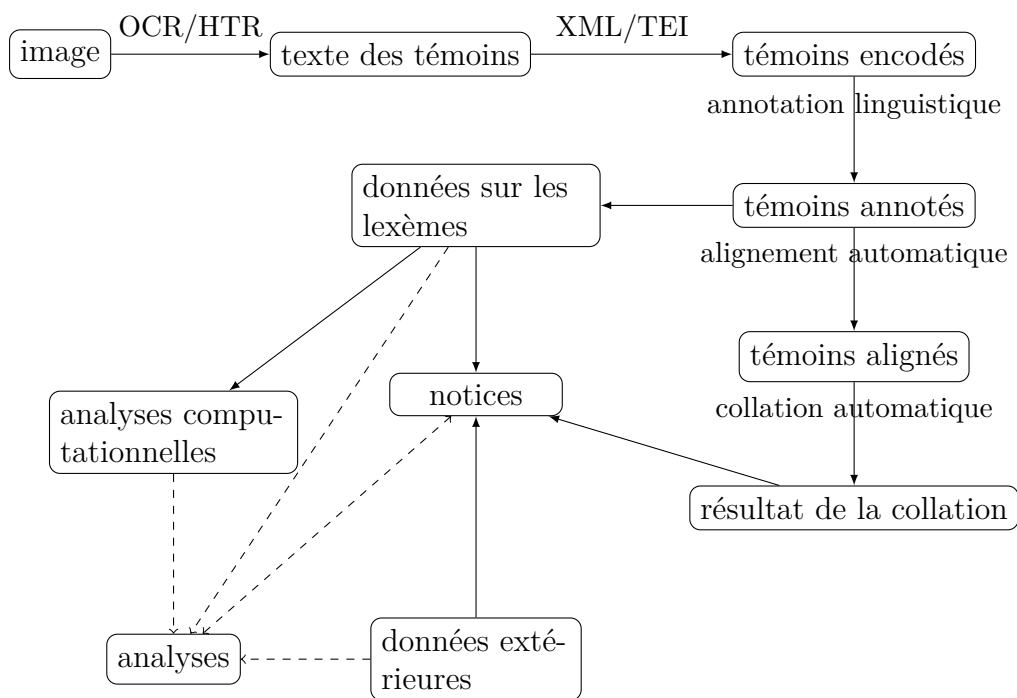 OCR/HTR
XML/TEI
image
texte des témoins
témoins encodés
annotation linguistique
données sur les
lexèmes
témoins annotés
alignement automatique
témoins alignés
notices
analyses compu-
tationnelles
collation automatique
résultat de la collation
analyses
données exté-
rieures